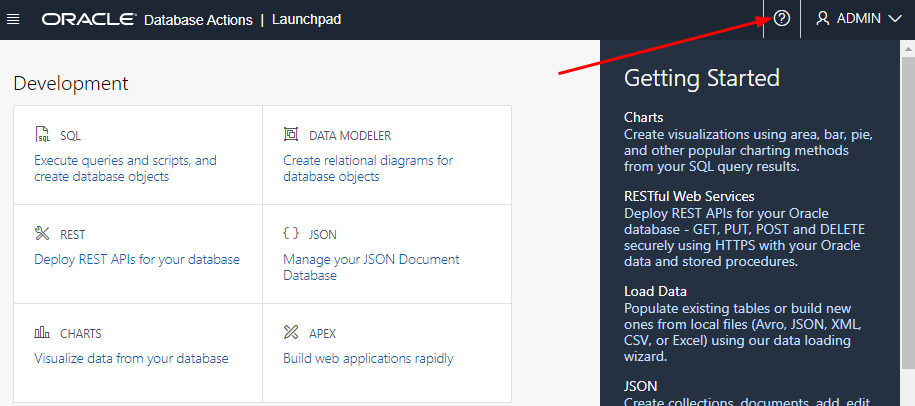 ORACLE Database Actions | Launchpad
ADMIN
Development
SQL
Execute queries and scripts, and
create database objects
DATA MODELER
Create relational diagrams for
database objects
REST
Deploy REST APIs for your database
JSON
Manage your JSON Document
Database
CHARTS
Visualize data from your database
APEX
Build web applications rapidly
Getting Started
Charts
Create visualizations using area, bar, pie,
and other popular charting methods
from your SQL query results.
RESTful Web Services
Deploy REST APIs for your Oracle
database - GET, PUT, POST and DELETE
securely using HTTPS with your Oracle
data and stored procedures.
Load Data
Populate existing tables or build new
ones from local files (Avro, JSON, XML,
CSV, or Excel) using our data loading
wizard.
JSON
Create collections, documents, add, edit